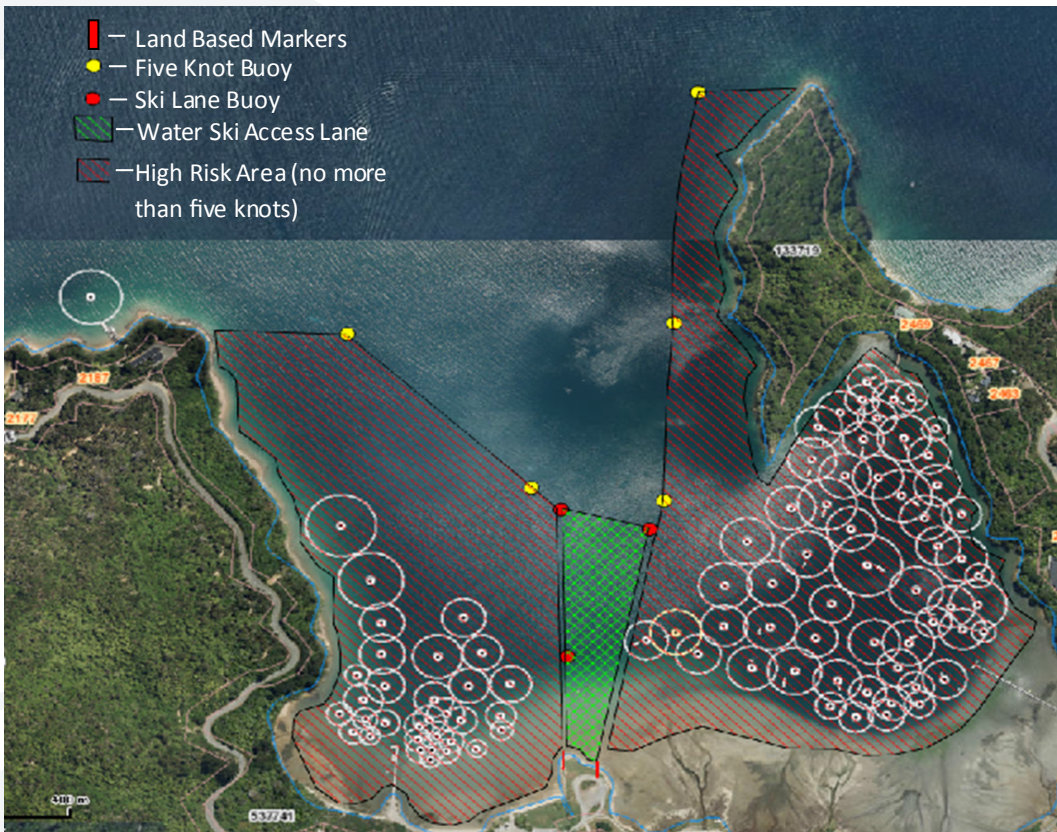 Land Based Markers
Five Knot Buoy
Ski Lane Buoy
Water Ski Access Lane
High Risk Area (no more
than five knots)
133719
2469
2467
2463
2187
2177
537741